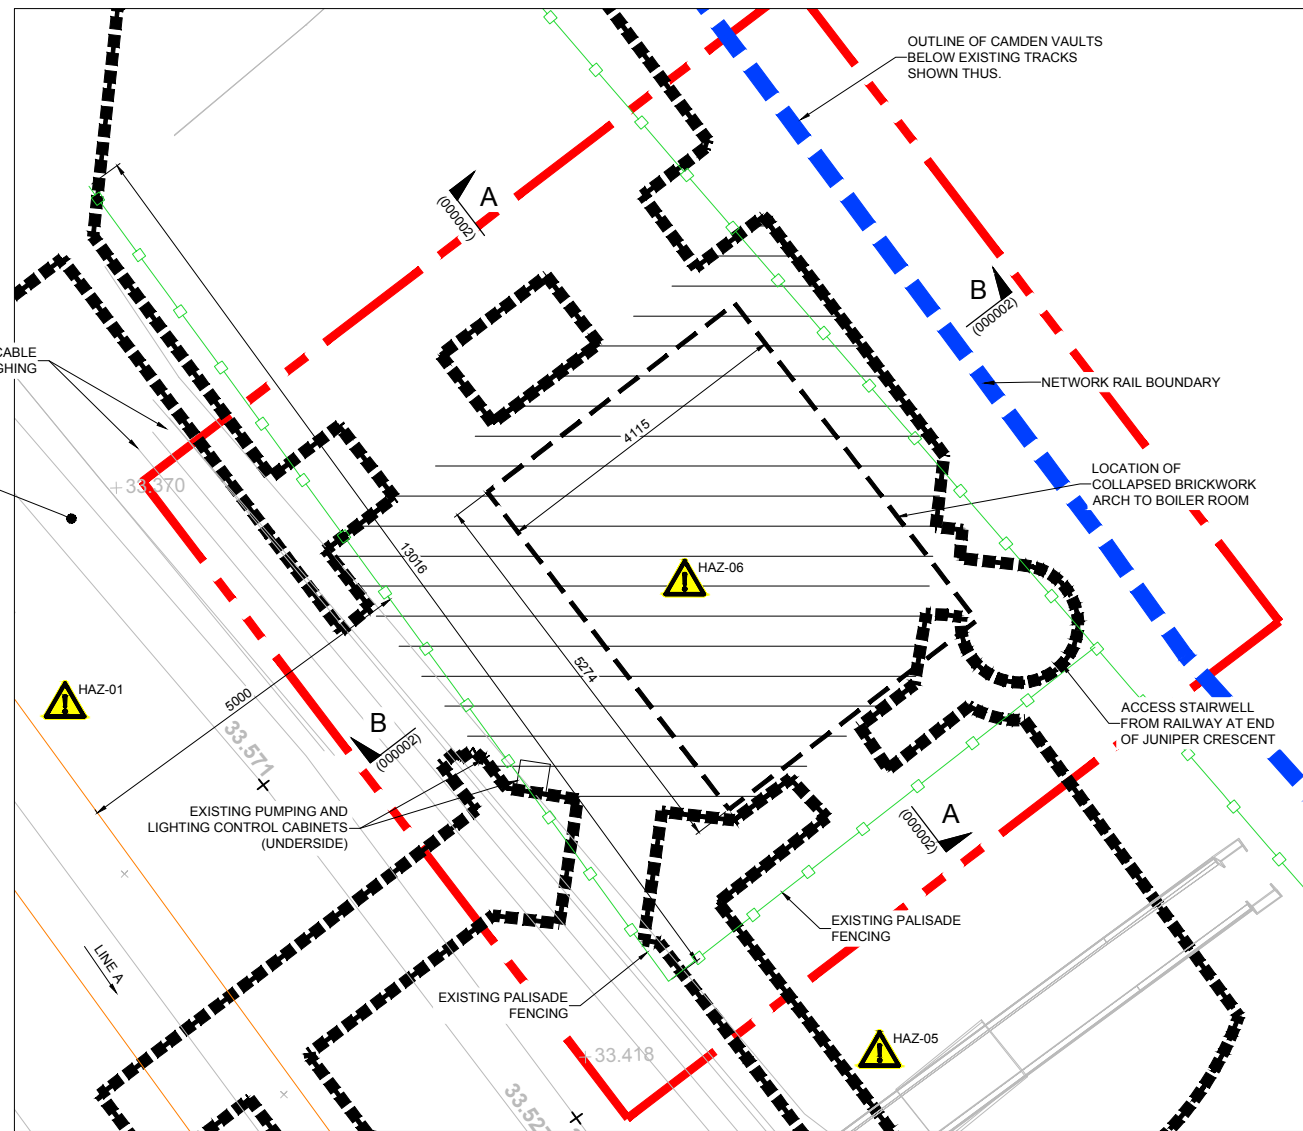 OUTLINE OF CAMDEN VAULTS
BELOW EXISTING TRACKS
SHOWN THUS.
A
(000002)
B
(000002)
CABLE
GHING
NETWORK RAIL BOUNDARY
4115
LOCATION OF
COLLAPSED BRICKWORK
ARCH TO BOILER ROOM
+33.370
13016
HAZ-06
5274
HAZ-01
5000
33.571
B
(000002)
ACCESS STAIRWELL
FROM RAILWAY AT END
OF JUNIPER CRESCENT
EXISTING PUMPING AND
LIGHTING CONTROL CABINETS
(UNDERSIDE)
A
(000002)
EXISTING PALISADE
FENCING
LINE A
EXISTING PALISADE
FENCING
HAZ-05
+33.418
33.527